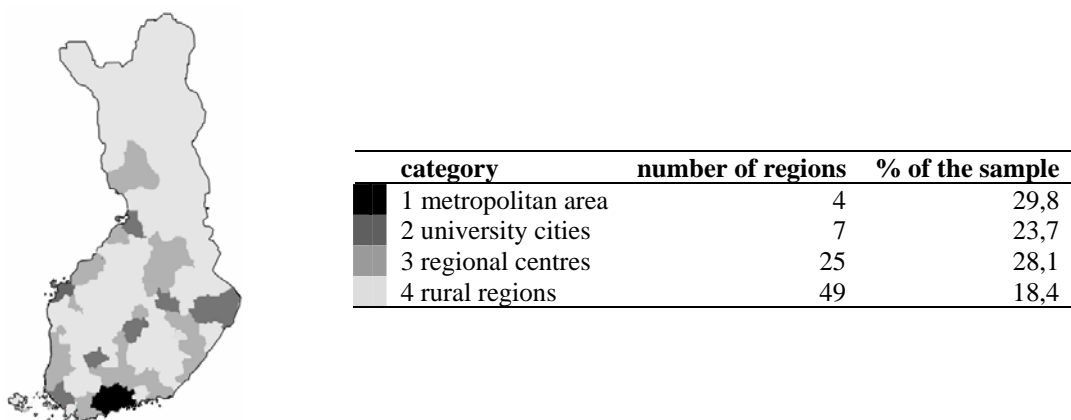 category number of regions % of the sample
1 metropolitan area 4 29,8
2 university cities 7 23,7
3 regional centres 25 28,1
4 rural regions 49 18,4